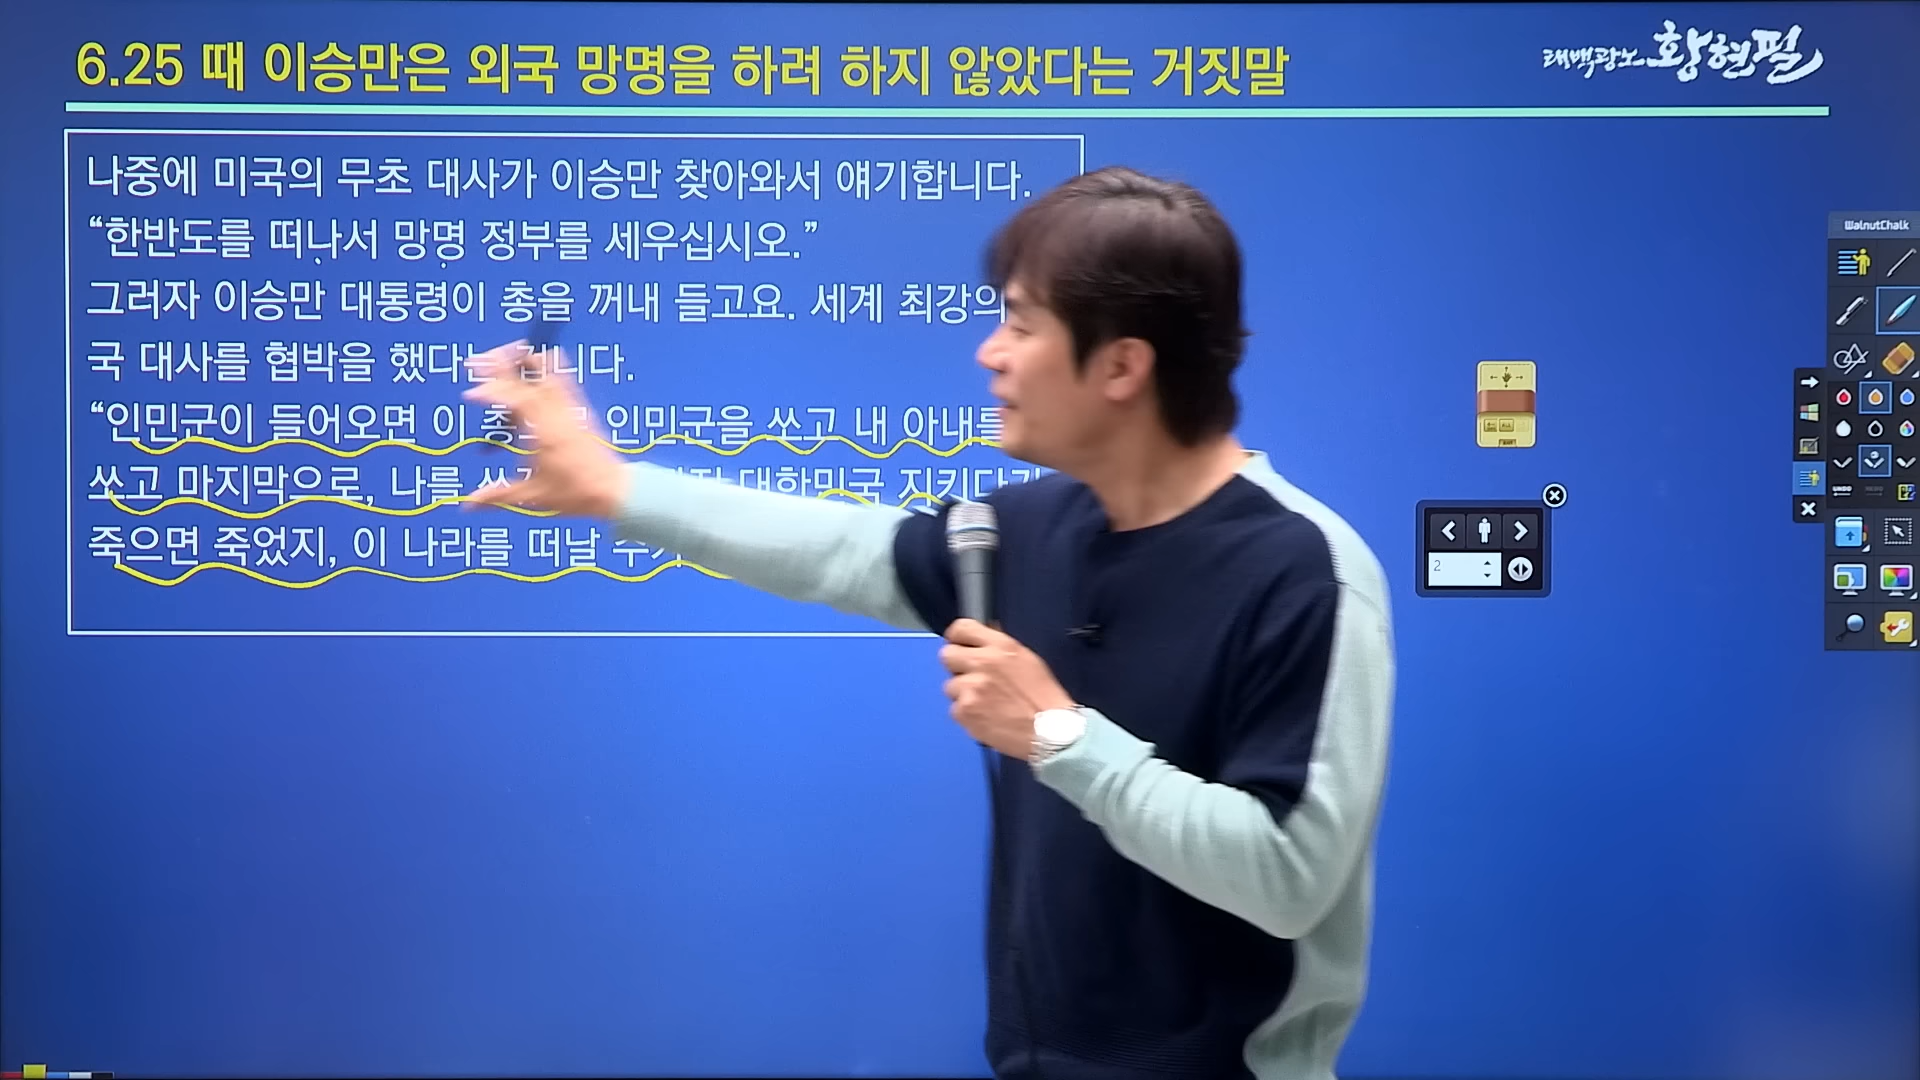 6.25 때 이승만은 외국 망명을 하려 하지 않았다는 거짓말
태백광노 황현필
나중에 미국의 무초 대사가 이승만 찾아와서 얘기합니다.
“한반도를 떠나서 망명 정부를 세우십시오.”
그러자 이승만 대통령이 총을 꺼내 들고요. 세계 최강의
국 대사를 협박을 했다는 겁니다.
“인민군이 들어오면 이 인민군을 쏘고 내 아내를
쏘고 마지막으로, 나를 대한민국 지키다가
죽으면 죽었지, 이 나라를 떠날
WalnutChalk
UNDO
2